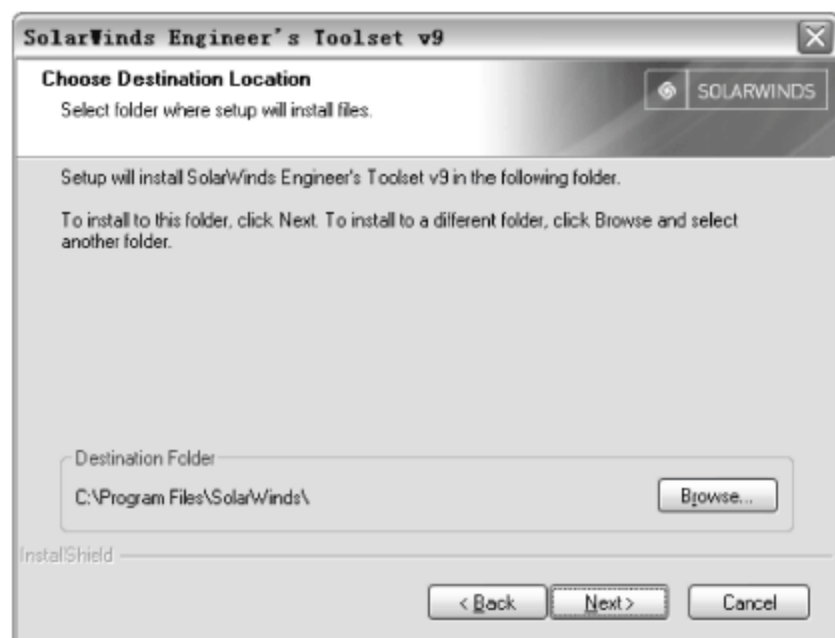 SolarWinds Engineer's Toolset v9
Choose Destination Location
Select folder where setup will install files.
SOLARWINDS
Setup will install SolarWinds Engineer's Toolset v9 in the following folder.
To install to this folder, click Next. To install to a different folder, click Browse and select
another folder.
Destination Folder
C:\Program Files\SolarWinds\
Browse...
InstallShield
< Back
Next >
Cancel